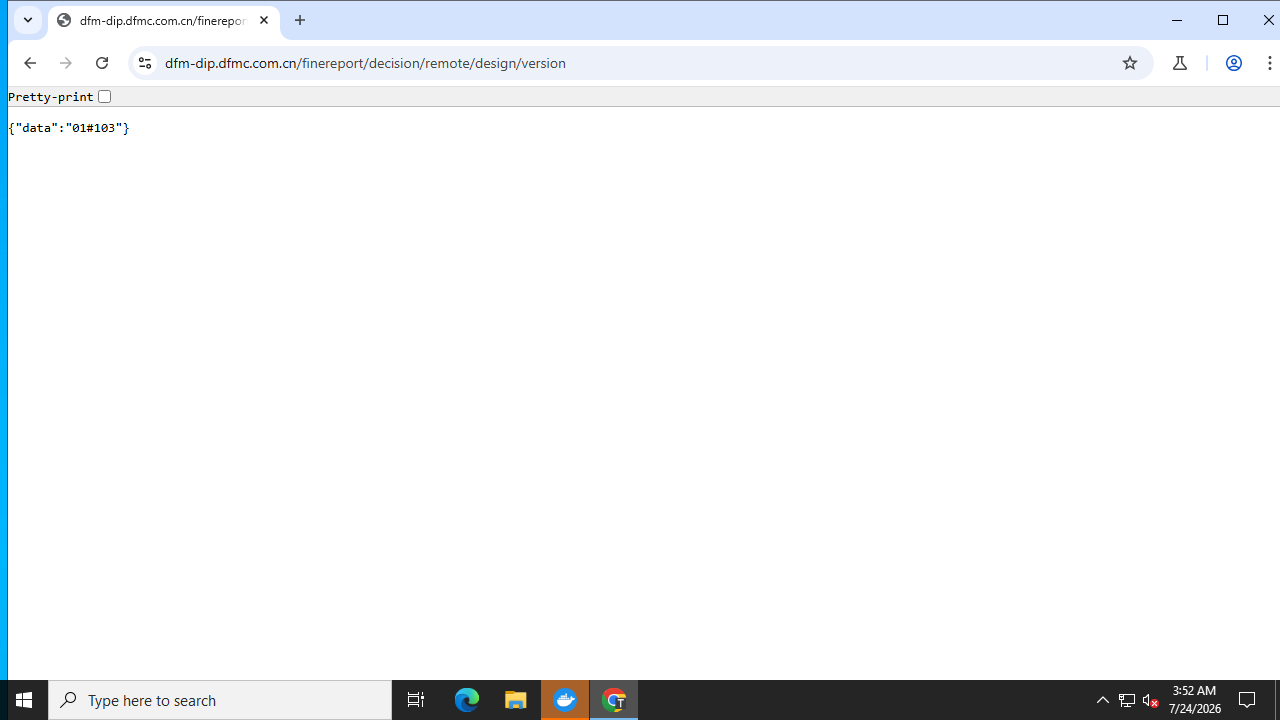 dfm-dip.dfmc.com.cn/finerepor
dfm-dip.dfmc.com.cn/finereport/decision/remote/design/version
Pretty-print
{"data":"01#103"}
Type here to search
T
3:52 AM
7/24/2026